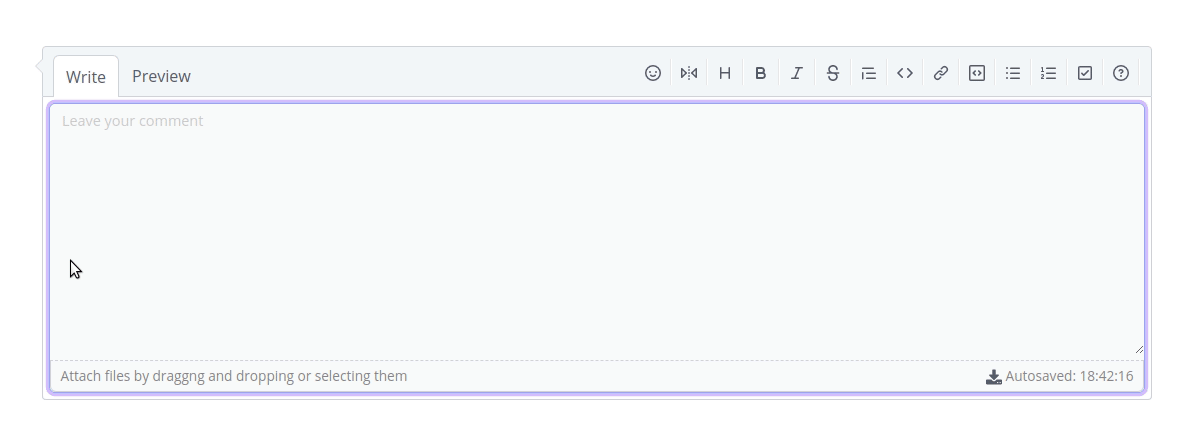 Write Preview H B I S
Leave your comment
Attach files by draggng and dropping or selecting them Autosaved: 18:42:16